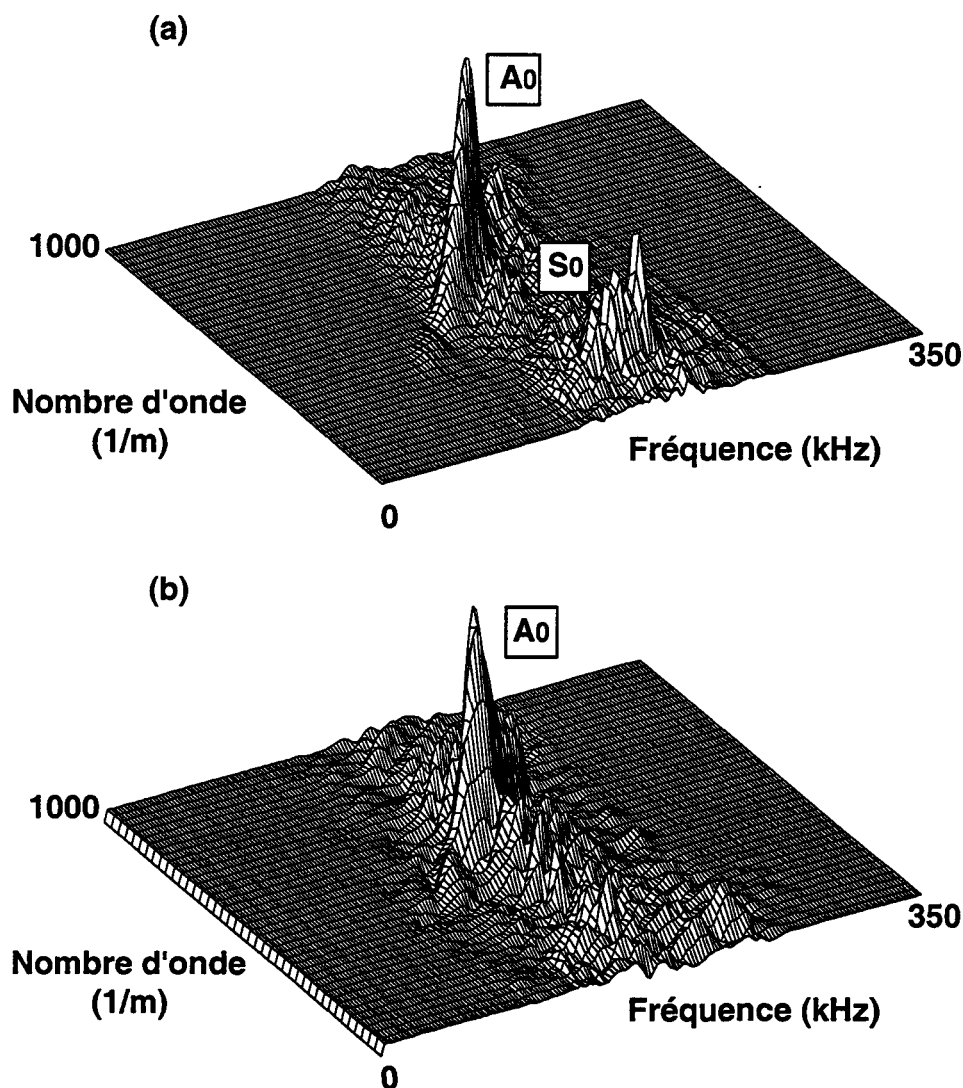 (a)
A0
S0
1000
350
Nombre d'onde
(1/m)
Fréquence (kHz)
0
(b)
A0
1000
350
Nombre d'onde
(1/m)
Fréquence (kHz)
0